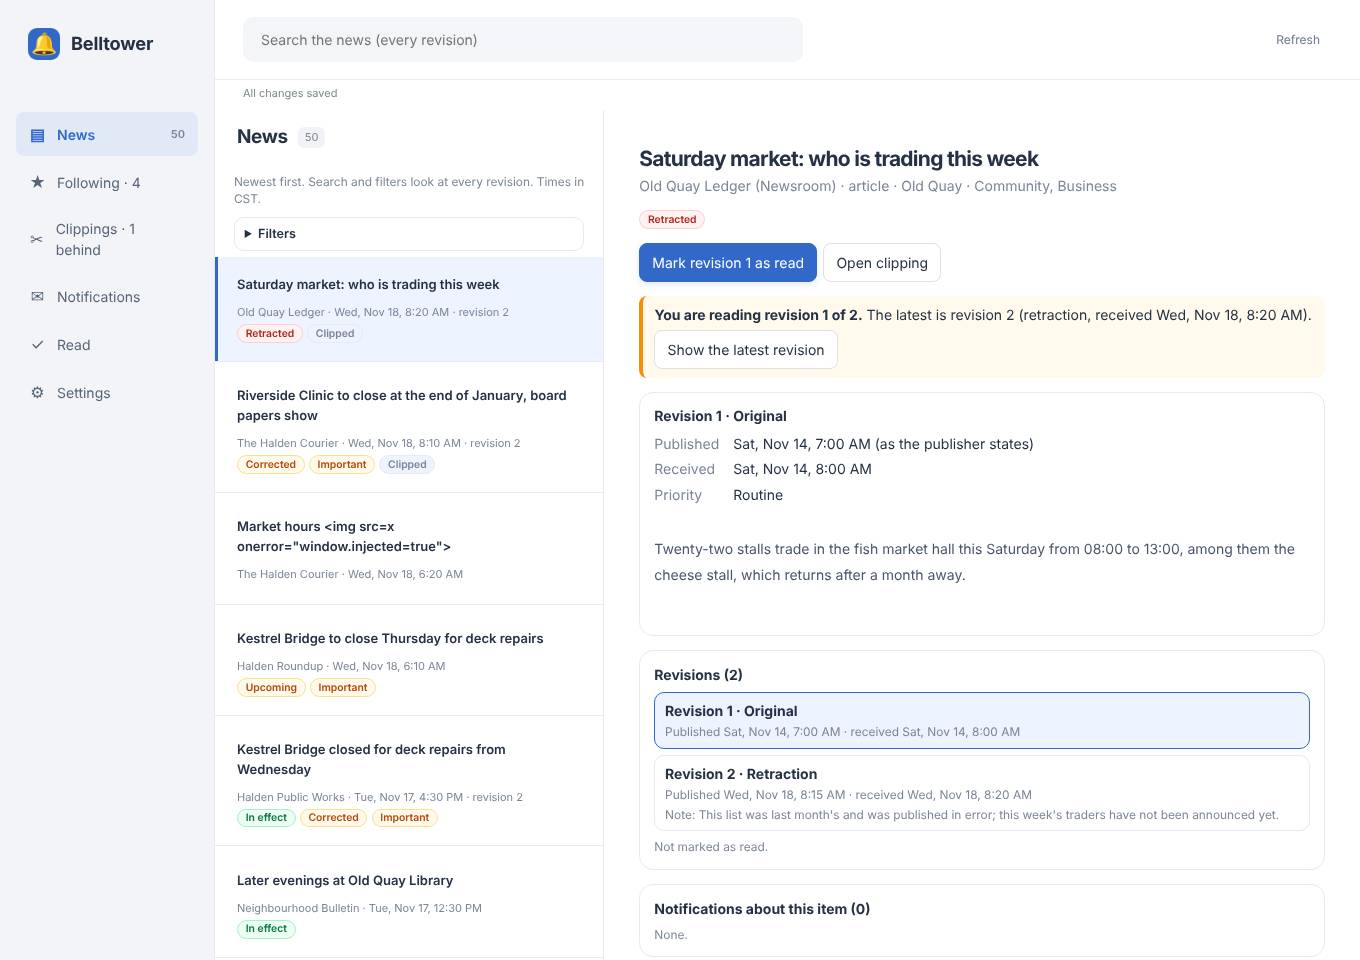 Belltower
Search the news (every revision)
Refresh
All changes saved
News 50
Following · 4
Clippings · 1
behind
Notifications
Read
Settings
News 50
Newest first. Search and filters look at every revision. Times in
CST.
Filters
Saturday market: who is trading this week
Old Quay Ledger · Wed, Nov 18, 8:20 AM · revision 2
Retracted Clipped
Riverside Clinic to close at the end of January, board
papers show
The Halden Courier · Wed, Nov 18, 8:10 AM · revision 2
Corrected Important Clipped
Market hours <img src=x
onerror="window.injected=true">
The Halden Courier · Wed, Nov 18, 6:20 AM
Kestrel Bridge to close Thursday for deck repairs
Halden Roundup · Wed, Nov 18, 6:10 AM
Upcoming Important
Kestrel Bridge closed for deck repairs from
Wednesday
Halden Public Works · Tue, Nov 17, 4:30 PM · revision 2
In effect Corrected Important
Later evenings at Old Quay Library
Neighbourhood Bulletin · Tue, Nov 17, 12:30 PM
In effect
Saturday market: who is trading this week
Old Quay Ledger (Newsroom) · article · Old Quay · Community, Business
Retracted
Mark revision 1 as read Open clipping
You are reading revision 1 of 2. The latest is revision 2 (retraction, received Wed, Nov 18, 8:20 AM).
Show the latest revision
Revision 1 · Original
Published Sat, Nov 14, 7:00 AM (as the publisher states)
Received Sat, Nov 14, 8:00 AM
Priority Routine
Twenty-two stalls trade in the fish market hall this Saturday from 08:00 to 13:00, among them the
cheese stall, which returns after a month away.
Revisions (2)
Revision 1 · Original
Published Sat, Nov 14, 7:00 AM · received Sat, Nov 14, 8:00 AM
Revision 2 · Retraction
Published Wed, Nov 18, 8:15 AM · received Wed, Nov 18, 8:20 AM
Note: This list was last month's and was published in error; this week's traders have not been announced yet.
Not marked as read.
Notifications about this item (0)
None.